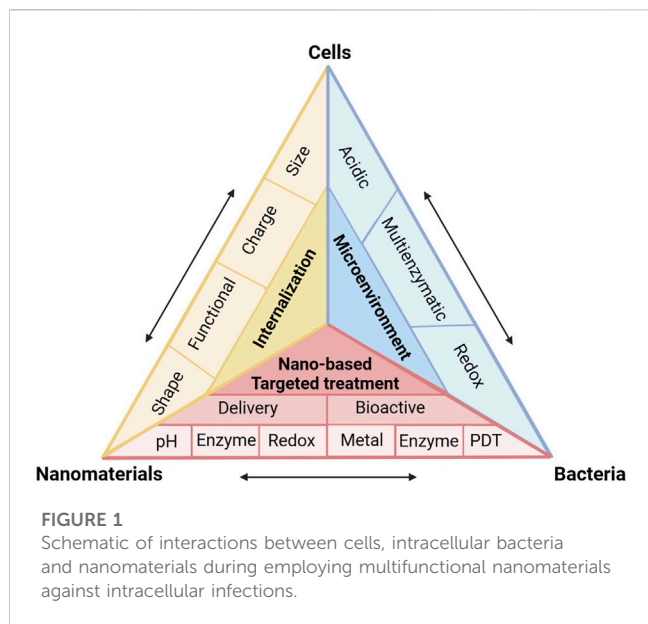 Cells
Size
Acidic
Charge
Multienzymatic
Functional
Internalization
Microenvironment
Shape
Redox
Nano-based
Targeted treatment
Delivery Bioactive
pH Enzyme Redox Metal Enzyme PDT
Nanomaterials Bacteria
FIGURE 1
Schematic of interactions between cells, intracellular bacteria
and nanomaterials during employing multifunctional nanomaterials
against intracellular infections.